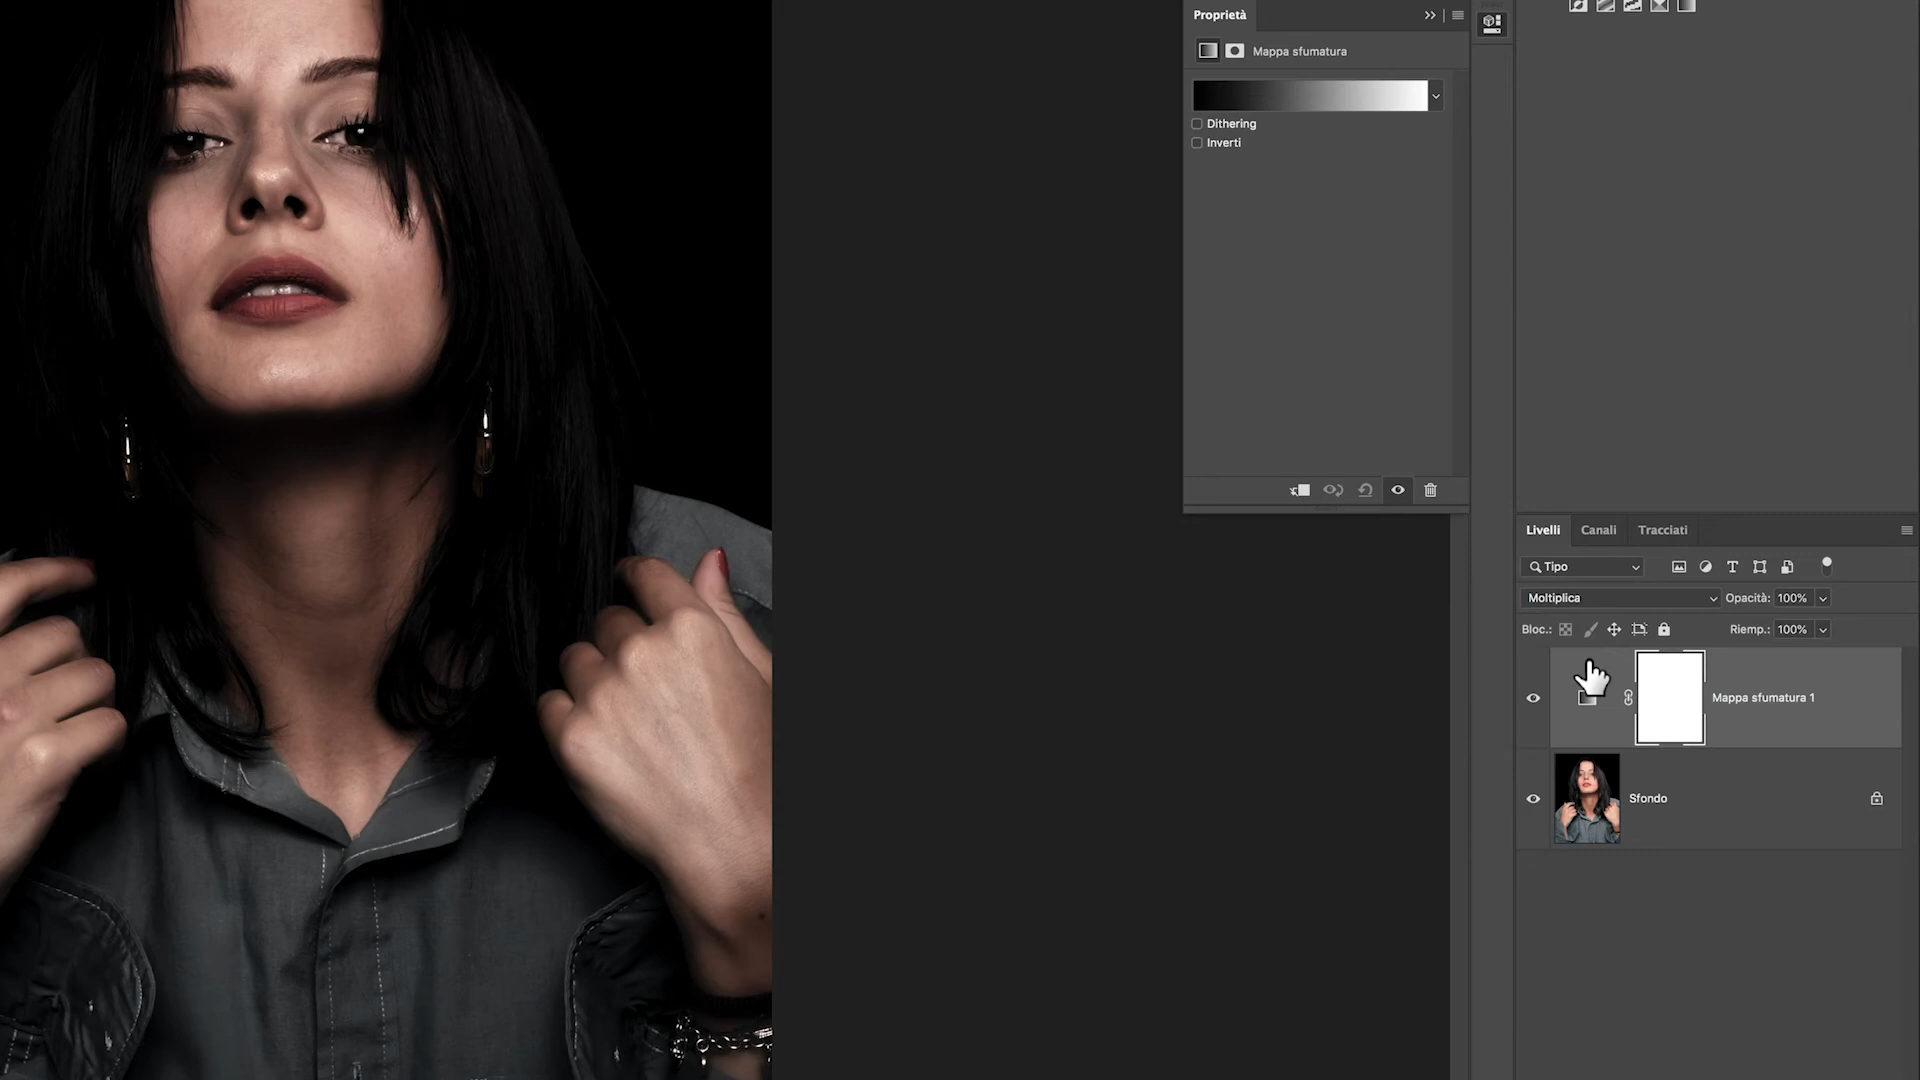 Proprietà
Mappa sfumatura
Dithering
Inverti
Livelli Canali Tracciati
Tipo
Moltiplica Opacità: 100%
Bloc.: Riemp.: 100%
Mappa sfumatura 1
Sfondo